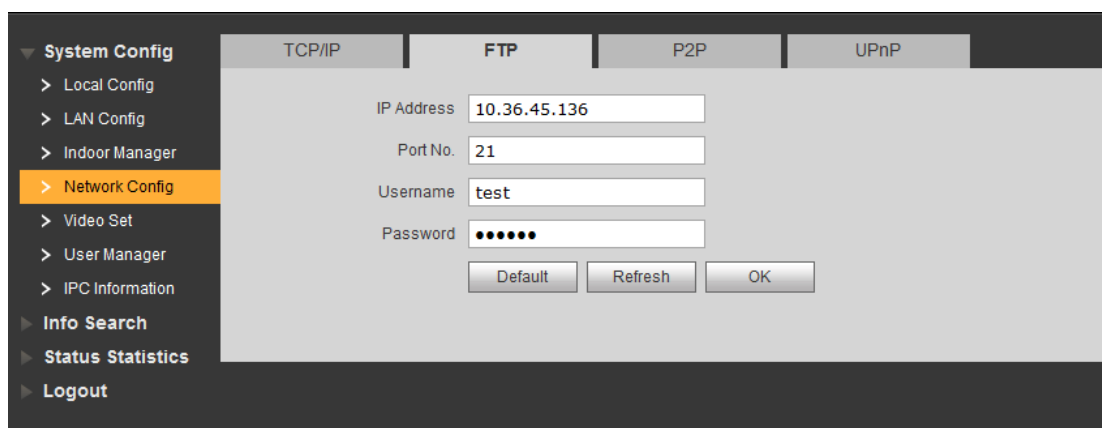 System Config
Local Config
LAN Config
Indoor Manager
Network Config
Video Set
User Manager
IPC Information
Info Search
Status Statistics
Logout
TCP/IP FTP P2P UPnP
IP Address 10.36.45.136
Port No. 21
Username test
Password ●●●●●●
Default Refresh OK